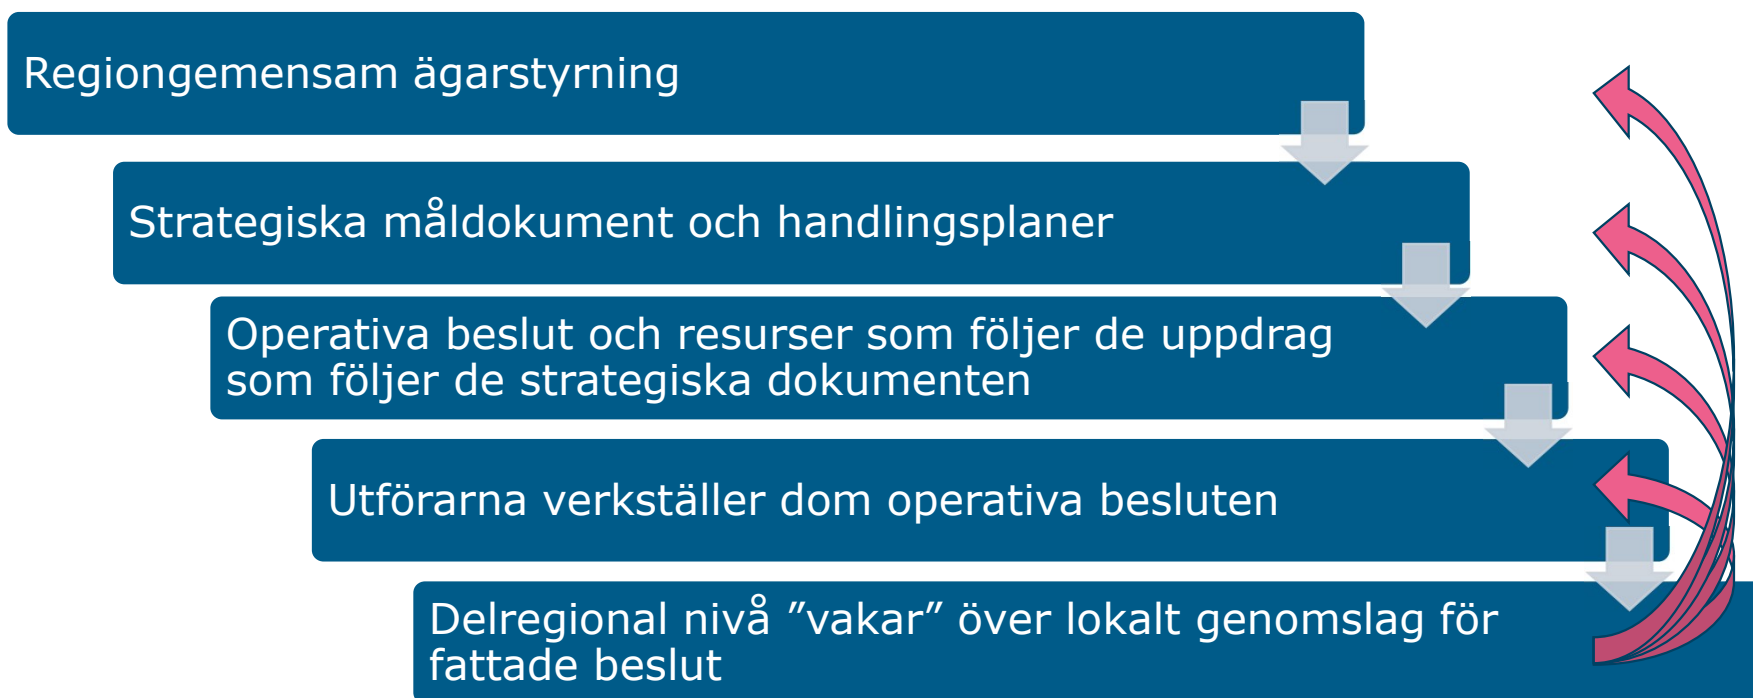 Regiongemensam ägarstyrning
Strategiska måldokument och handlingsplaner
Operativa beslut och resurser som följer de uppdrag
som följer de strategiska dokumenten
Utförarna verkställer dom operativa besluten
Delregional nivå ”vakar” över lokalt genomslag för
fattade beslut